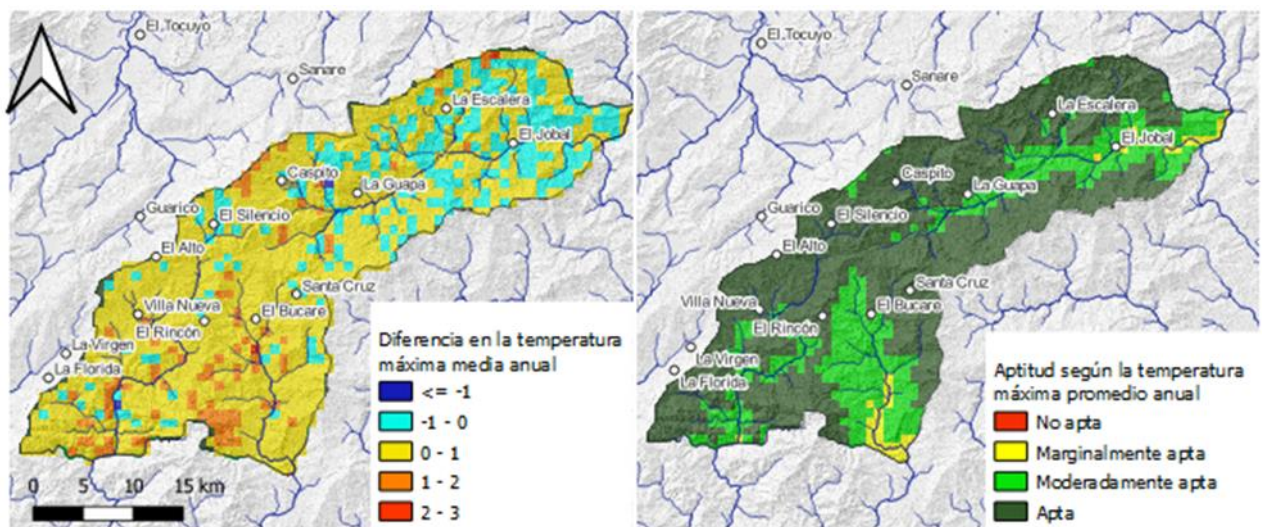 El Tocuyo
Sanare
La Escalera
El Jobal
Caspito
La Guapa
Guarico
El Silencio
El Alto
Santa Cruz
Villa Nueva
El Bucare
El Rincón
La Virgen
La Florida
0 5 10 15 km
Diferencia en la temperatura
máxima media anual
<= -1
-1 - 0
0 - 1
1 - 2
2 - 3
El Tocuyo
Sanare
La Escalera
El Jobal
Caspito
La Guapa
Guarico
El Silencio
El Alto
Santa Cruz
Villa Nueva
El Bucare
El Rincón
La Virgen
La Florida
Aptitud según la temperatura
máxima promedio anual
No apta
Marginalmente apta
Moderadamente apta
Apta